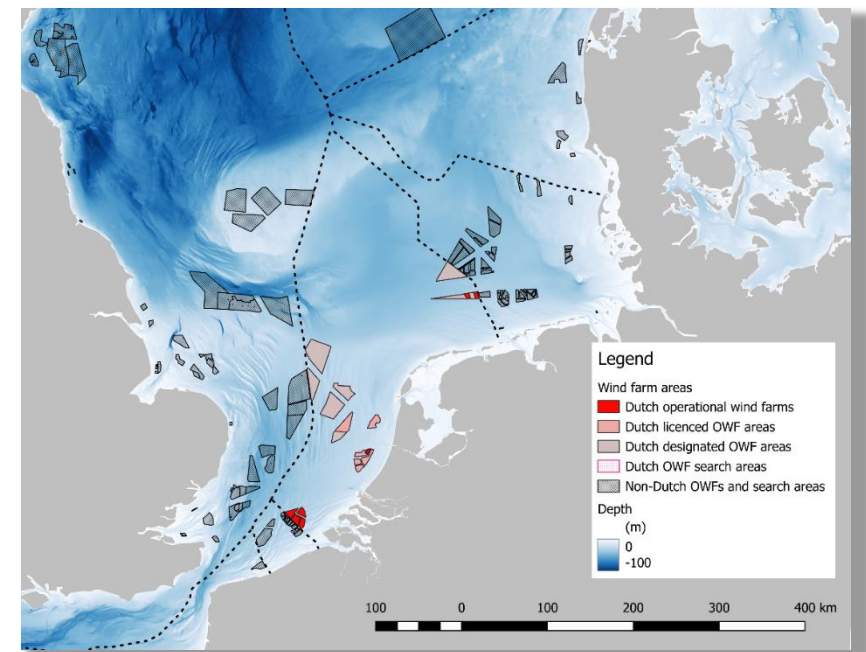 Legend
Wind farm areas
Dutch operational wind farms
Dutch licenced OWF areas
Dutch designated OWF areas
Dutch OWF search areas
Non-Dutch OWFs and search areas
Depth
(m)
0
-100
100 0 100 200 300 400 km